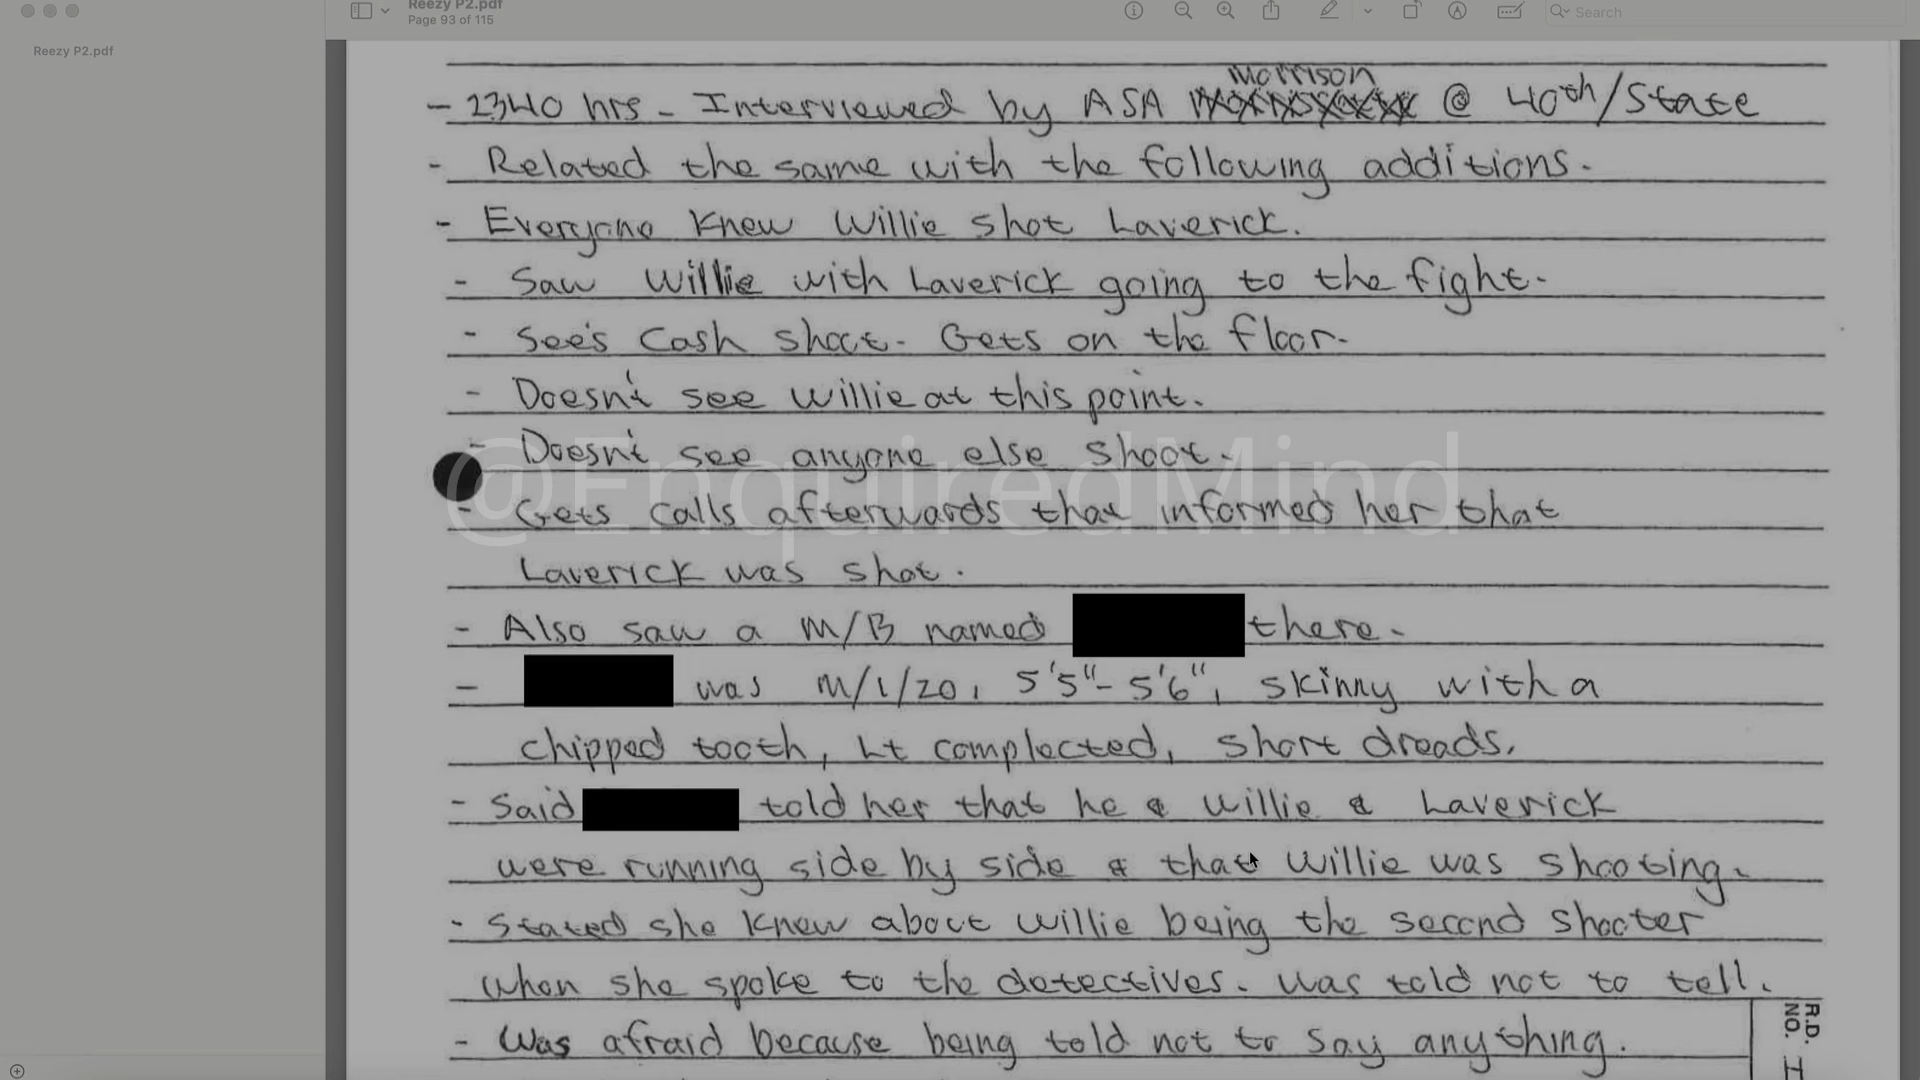 Reezy P2.pdf
Page 93 of 115
Search
Reezy P2.pdf
- 2340 hrs - Interviewed by ASA Morrison @ 40th/State
- Related the same with the following additions.
- Everyone knew Willie shot Laverick.
- Saw Willie with Laverick going to the fight.
- See's Cash shoot. Gets on the floor.
- Doesn't see Willie at this point.
- Doesn't see anyone else shoot.
@EnquiredMind
- Gets calls afterwards that informed her that
Laverick was shot.
- Also saw a M/B named there.
- was M/1/20, 5'5"- 5'6", skinny with a
chipped tooth, Lt complected, short dreads.
- Said told her that he & Willie & Laverick
were running side by side & that Willie was shooting.
- Stated she knew about Willie being the second shooter
when she spoke to the detectives. Was told not to tell.
- Was afraid because being told not to say anything.
R.D.
NO.